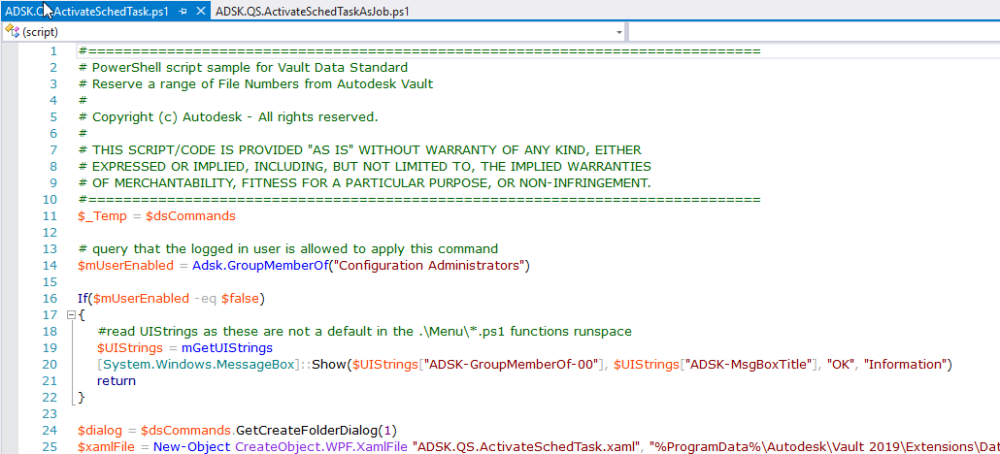 ADSK.Q ActivateSchedTask.ps1 ADSK.QS.ActivateSchedTaskAsJob.ps1
(script)
1 #=============================================================================
2 # PowerShell script sample for Vault Data Standard
3 # Reserve a range of File Numbers from Autodesk Vault
4 #
5 # Copyright (c) Autodesk - All rights reserved.
6 #
7 # THIS SCRIPT/CODE IS PROVIDED "AS IS" WITHOUT WARRANTY OF ANY KIND, EITHER
8 # EXPRESSED OR IMPLIED, INCLUDING, BUT NOT LIMITED TO, THE IMPLIED WARRANTIES
9 # OF MERCHANTABILITY, FITNESS FOR A PARTICULAR PURPOSE, OR NON-INFRINGEMENT.
10 #=============================================================================
11 $_Temp = $dsCommands
12
13 # query that the logged in user is allowed to apply this command
14 $mUserEnabled = Adsk.GroupMemberOf("Configuration Administrators")
15
16 If($mUserEnabled -eq $false)
17 {
18 #read UIStrings as these are not a default in the .\Menu\*.ps1 functions runspace
19 $UIStrings = mGetUIStrings
20 [System.Windows.MessageBox]::Show($UIStrings["ADSK-GroupMemberOf-00"], $UIStrings["ADSK-MsgBoxTitle"], "OK", "Information")
21 return
22 }
23
24 $dialog = $dsCommands.GetCreateFolderDialog(1)
25 $xamlFile = New-Object CreateObject.WPF.XamlFile "ADSK.QS.ActivateSchedTask.xaml", "%ProgramData%\Autodesk\Vault 2019\Extensions\Da